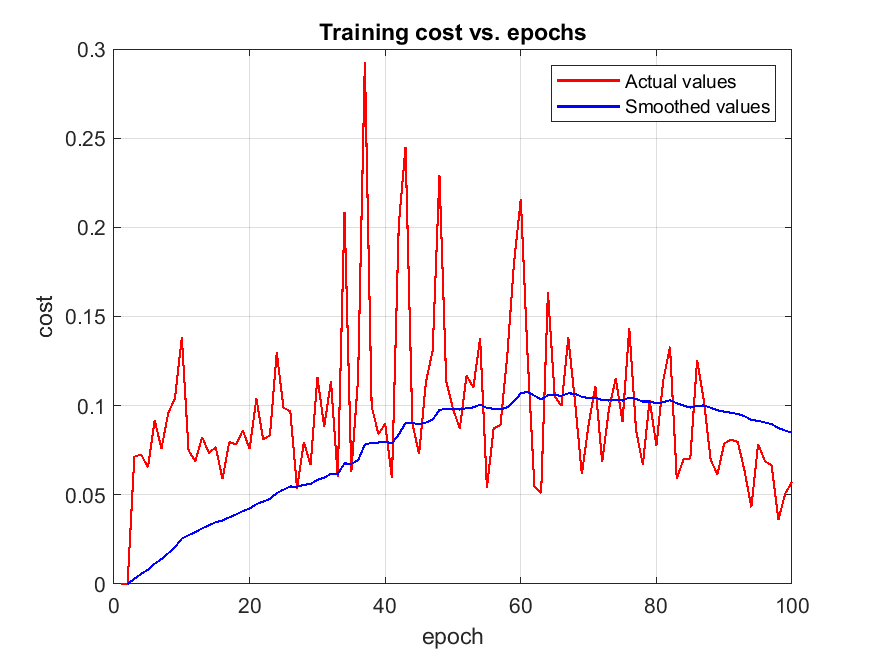 Training cost vs. epochs
Actual values
Smoothed values
0.3
0.25
0.2
0.15
0.1
0.05
0
cost
0 20 40 60 80 100
epoch